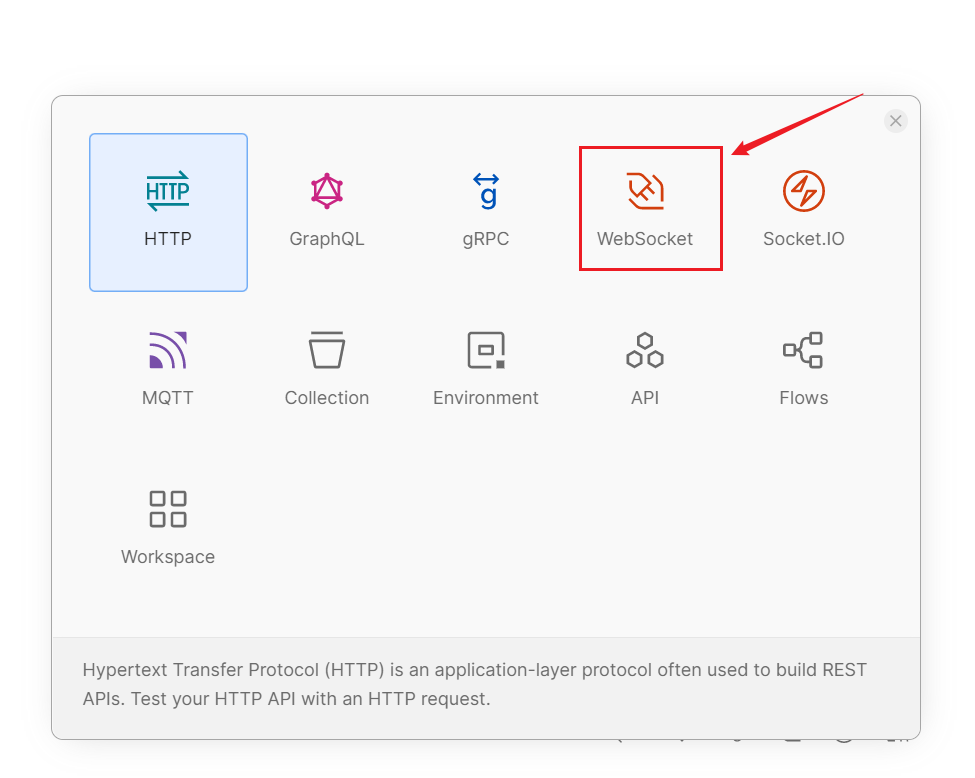 HTTP
HTTP
GraphQL
g
gRPC
WebSocket
Socket.IO
MQTT
Collection
Environment
API
Flows
Workspace
Hypertext Transfer Protocol (HTTP) is an application-layer protocol often used to build REST
APIs. Test your HTTP API with an HTTP request.